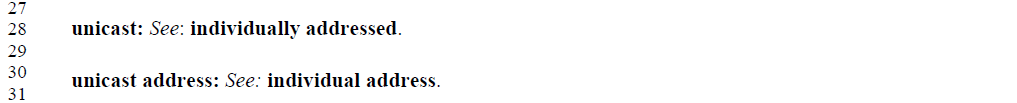 27
28 unicast: See: individually addressed.
29
30 unicast address: See: individual address.
31